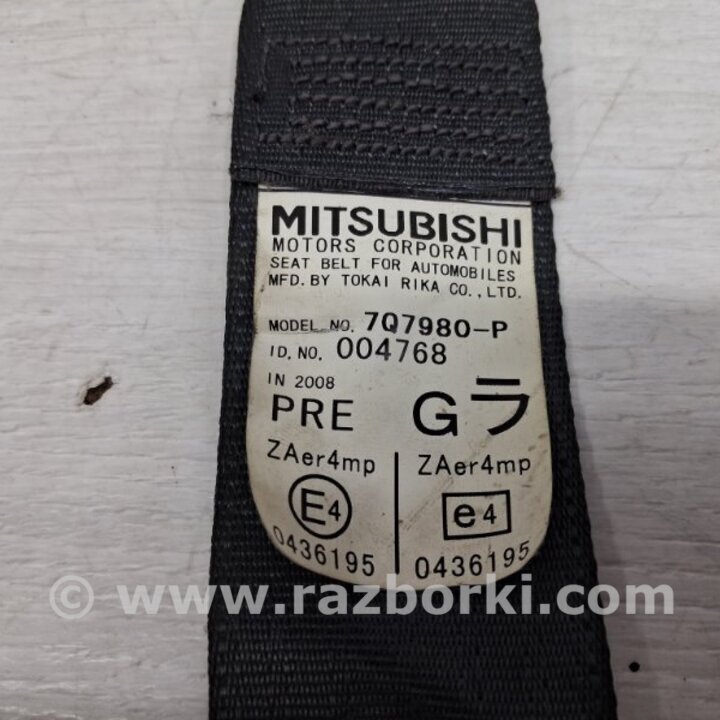 MITSUBISHI
MOTORS CORPORATION
SEAT BELT FOR AUTOMOBILES
MFD. BY TOKAI RIKA CO., LTD.
MODEL NO. 7Q7980-P
ID. NO. 004768
IN 2008
PRE Gラ
ZAer4mp ZAer4mp
E4 e4
0436195 0436195
© www.razborki.com